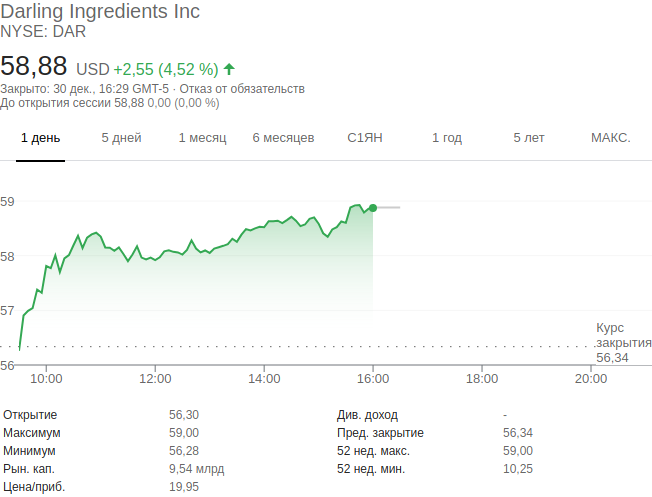 Darling Ingredients Inc
NYSE: DAR
58,88 USD +2,55 (4,52 %)
Закрыто: 30 дек., 16:29 GMT-5 · Отказ от обязательств
До открытия сессии 58,88 0,00 (0,00 %)
1 день 5 дней 1 месяц 6 месяцев С1ЯН 1 год 5 лет МАКС.
59
58
57
Курс
закрытия
56,34
56
10:00 12:00 14:00 16:00 18:00 20:00
Открытие 56,30 Див. доход -
Максимум 59,00 Пред. закрытие 56,34
Минимум 56,28 52 нед. макс. 59,00
Рын. кап. 9,54 млрд 52 нед. мин. 10,25
Цена/приб. 19,95